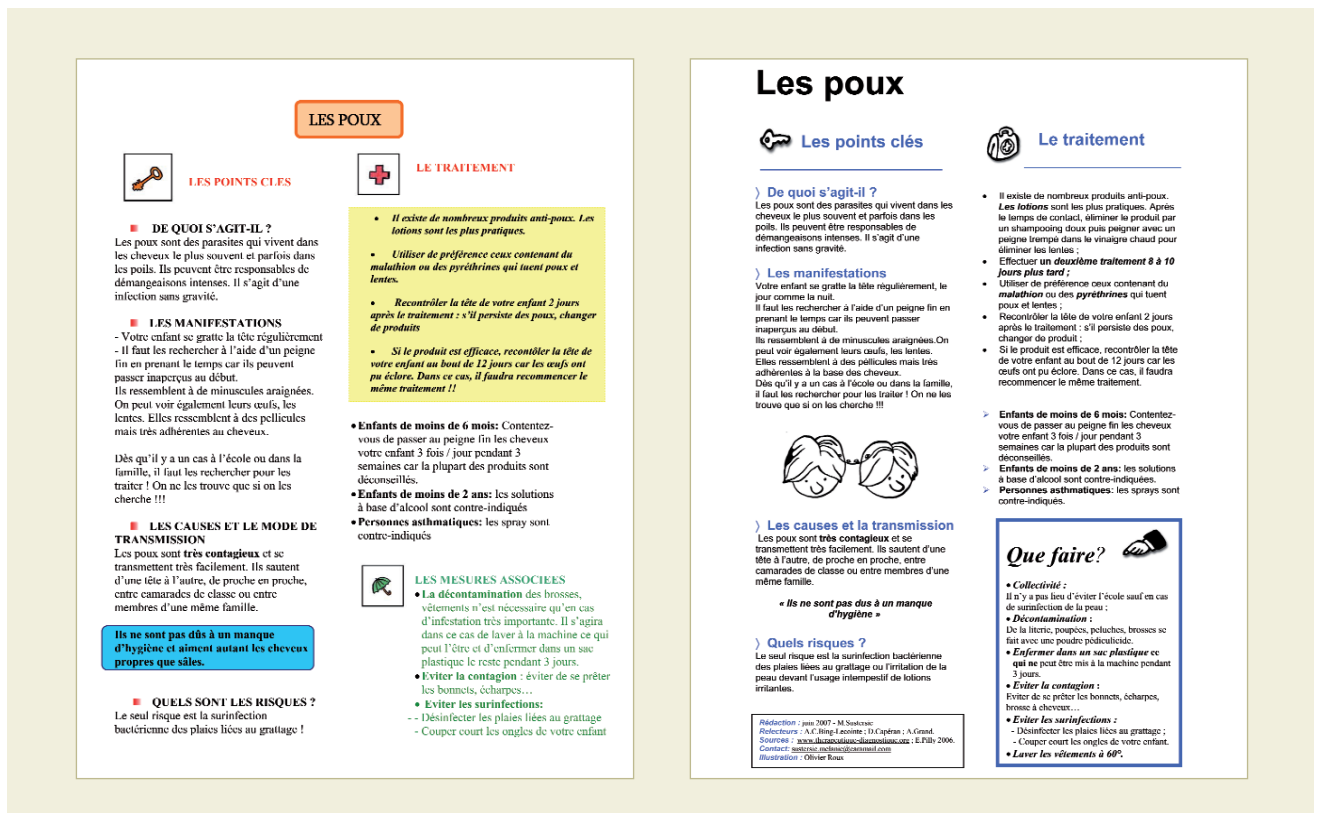 LES POUX
LES POINTS CLES
DE QUOI S'AGIT-IL ?
Les poux sont des parasites qui vivent dans
les cheveux le plus souvent et parfois dans
les poils. Ils peuvent être responsables de
démangeaisons intenses. Il s'agit d'une
infection sans gravité.
LES MANIFESTATIONS
- Votre enfant se gratte la tête régulièrement
- Il faut les rechercher à l'aide d'un peigne
fin en prenant le temps car ils peuvent
passer inaperçus au début.
Ils ressemblent à de minuscules araignées.
On peut voir également leurs œufs, les
lentes. Elles ressemblent à des pellicules
mais très adhérentes au cheveux.
Dès qu'il y a un cas à l'école ou dans la
famille, il faut les rechercher pour les
traiter ! On ne les trouve que si on les
cherche !!!
LES CAUSES ET LE MODE DE
TRANSMISSION
Les poux sont très contagieux et se
transmettent très facilement. Ils sautent
d'une tête à l'autre, de proche en proche,
entre camarades de classe ou entre
membres d'une même famille.
Ils ne sont pas dûs à un manque
d'hygiène et aiment autant les cheveux
propres que sâles.
QUELS SONT LES RISQUES ?
Le seul risque est la surinfection
bactérienne des plaies liées au grattage !
LE TRAITEMENT
• Il existe de nombreux produits anti-poux. Les
lotions sont les plus pratiques.
• Utiliser de préférence ceux contenant du
malathion ou des pyréthrines qui tuent poux et
lentes.
• Recontrôler la tête de votre enfant 2 jours
après le traitement : s'il persiste des poux, changer
de produits
• Si le produit est efficace, recontôler la tête de
votre enfant au bout de 12 jours car les œufs ont
pu éclore. Dans ce cas, il faudra recommencer le
même traitement !!
• Enfants de moins de 6 mois: Contentez-
vous de passer au peigne fin les cheveux
votre enfant 3 fois / jour pendant 3
semaines car la plupart des produits sont
déconseillés.
• Enfants de moins de 2 ans: les solutions
à base d'alcool sont contre-indiqués
• Personnes asthmatiques: les spray sont
contre-indiqués
LES MESURES ASSOCIEES
• La décontamination des brosses,
vêtements n'est nécessaire qu'en cas
d'infestation très importante. Il s'agira
dans ce cas de laver à la machine ce qui
peut l'être et d'enfermer dans un sac
plastique le reste pendant 3 jours.
• Eviter la contagion : éviter de se prêter
les bonnets, écharpes…
• Eviter les surinfections:
- - Désinfecter les plaies liées au grattage
- Couper court les ongles de votre enfant
Les poux
Les points clés
〉 De quoi s'agit-il ?
Les poux sont des parasites qui vivent dans les
cheveux le plus souvent et parfois dans les
poils. Ils peuvent être responsables de
démangeaisons intenses. Il s'agit d'une
infection sans gravité.
〉 Les manifestations
Votre enfant se gratte la tête régulièrement, le
jour comme la nuit.
Il faut les rechercher à l'aide d'un peigne fin en
prenant le temps car ils peuvent passer
inaperçus au début.
Ils ressemblent à de minuscules araignées.On
peut voir également leurs œufs, les lentes.
Elles ressemblent à des péllicules mais très
adhérentes à la base des cheveux.
Dès qu'il y a un cas à l'école ou dans la famille,
il faut les rechercher pour les traiter ! On ne les
trouve que si on les cherche !!!
〉 Les causes et la transmission
Les poux sont très contagieux et se
transmettent très facilement. Ils sautent d'une
tête à l'autre, de proche en proche, entre
camarades de classe ou entre membres d'une
même famille.
« Ils ne sont pas dus à un manque
d'hygiène »
〉 Quels risques ?
Le seul risque est la surinfection bactérienne
des plaies liées au grattage ou l'irritation de la
peau devant l'usage intempestif de lotions
irritantes.
Rédaction : juin 2007 - M.Sustersic
Relecteurs : A.C.Bing-Lecointe ; D.Capéran ; A.Grand.
Sources : www.therapeutique-diagnostique.org ; E.Pilly 2006.
Contact: sustersic.melanie@caramail.com
Illustration : Olivier Roux
Le traitement
• Il existe de nombreux produits anti-poux.
Les lotions sont les plus pratiques. Après
le temps de contact, éliminer le produit par
un shampooing doux puis peigner avec un
peigne trempé dans le vinaigre chaud pour
éliminer les lentes ;
• Effectuer un deuxième traitement 8 à 10
jours plus tard ;
• Utiliser de préférence ceux contenant du
malathion ou des pyréthrines qui tuent
poux et lentes ;
• Recontrôler la tête de votre enfant 2 jours
après le traitement : s'il persiste des poux,
changer de produit ;
• Si le produit est efficace, recontrôler la tête
de votre enfant au bout de 12 jours car les
œufs ont pu éclore. Dans ce cas, il faudra
recommencer le même traitement.
➢ Enfants de moins de 6 mois: Contentez-
vous de passer au peigne fin les cheveux
votre enfant 3 fois / jour pendant 3
semaines car la plupart des produits sont
déconseillés.
➢ Enfants de moins de 2 ans: les solutions
à base d'alcool sont contre-indiquées.
➢ Personnes asthmatiques: les sprays sont
contre-indiqués.
Que faire?
• Collectivité :
Il n'y a pas lieu d'éviter l'école sauf en cas
de surinfection de la peau ;
• Décontamination :
De la literie, poupées, peluches, brosses se
fait avec une poudre pédiculicide.
• Enfermer dans un sac plastique ce
qui ne peut être mis à la machine pendant
3 jours.
• Eviter la contagion :
Eviter de se prêter les bonnets, écharpes,
brosse à cheveux…
• Eviter les surinfections :
- Désinfecter les plaies liées au grattage ;
- Couper court les ongles de votre enfant.
• Laver les vêtements à 60°.